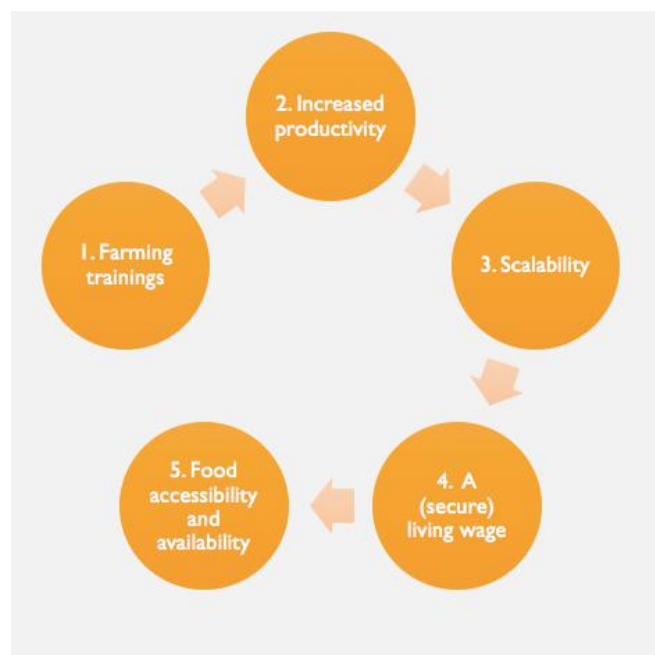 1. Farming
trainings
2. Increased
productivity
3. Scalability
4. A
(secure)
living wage
5. Food
accessibility
and
availability